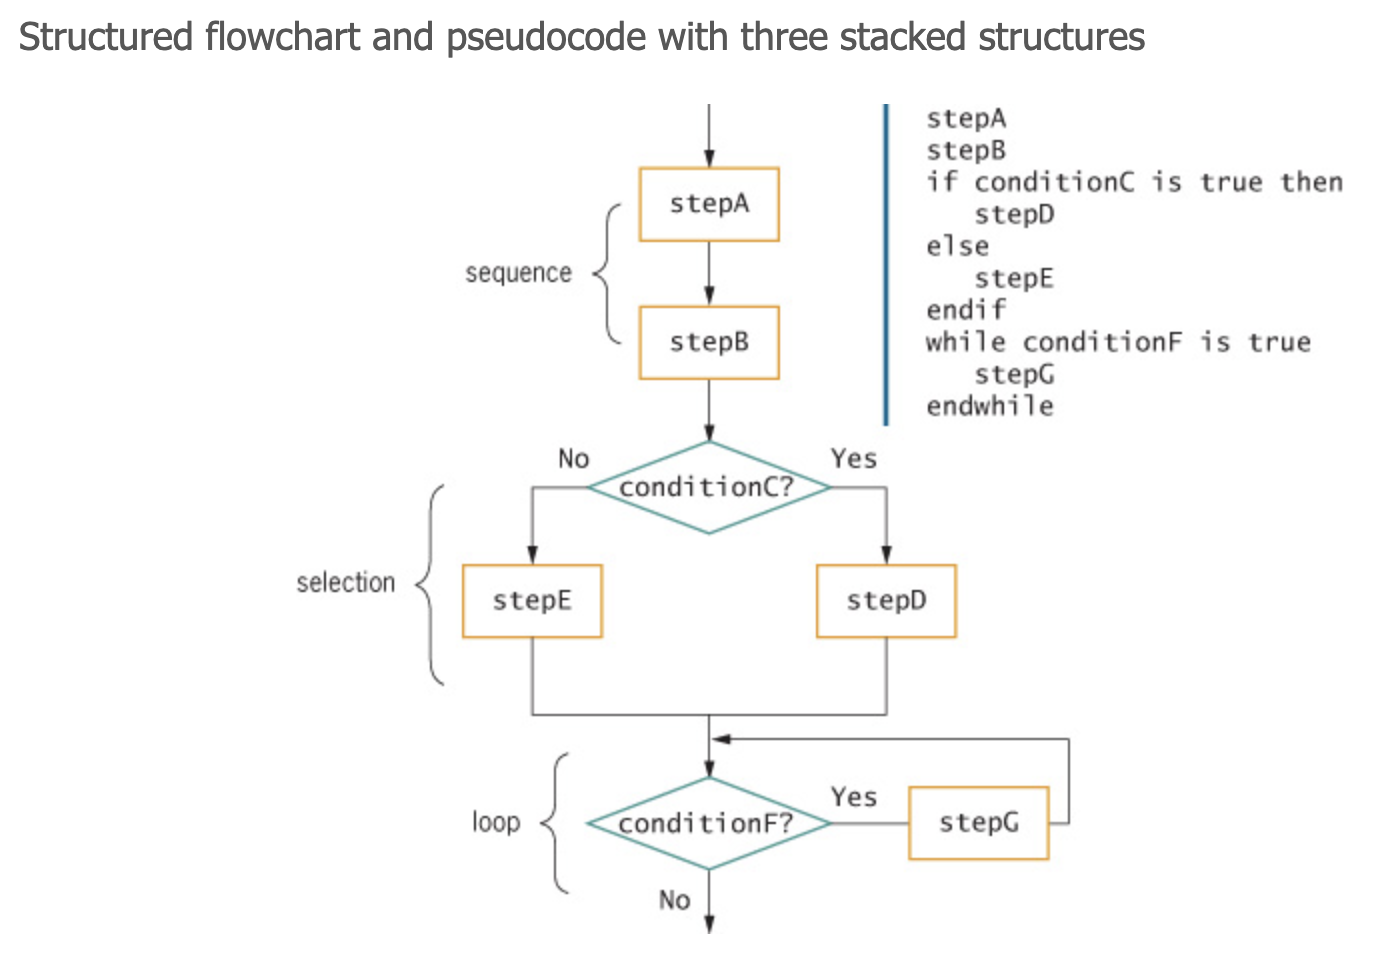 Structured flowchart and pseudocode with three stacked structures
stepA
stepB
if conditionC is true then
stepD
else
stepE
endif
while conditionF is true
stepG
endwhile
stepA
sequence
stepB
No
Yes
conditionC?
selection
stepE
stepD
loop
conditionF?
Yes
stepG
No